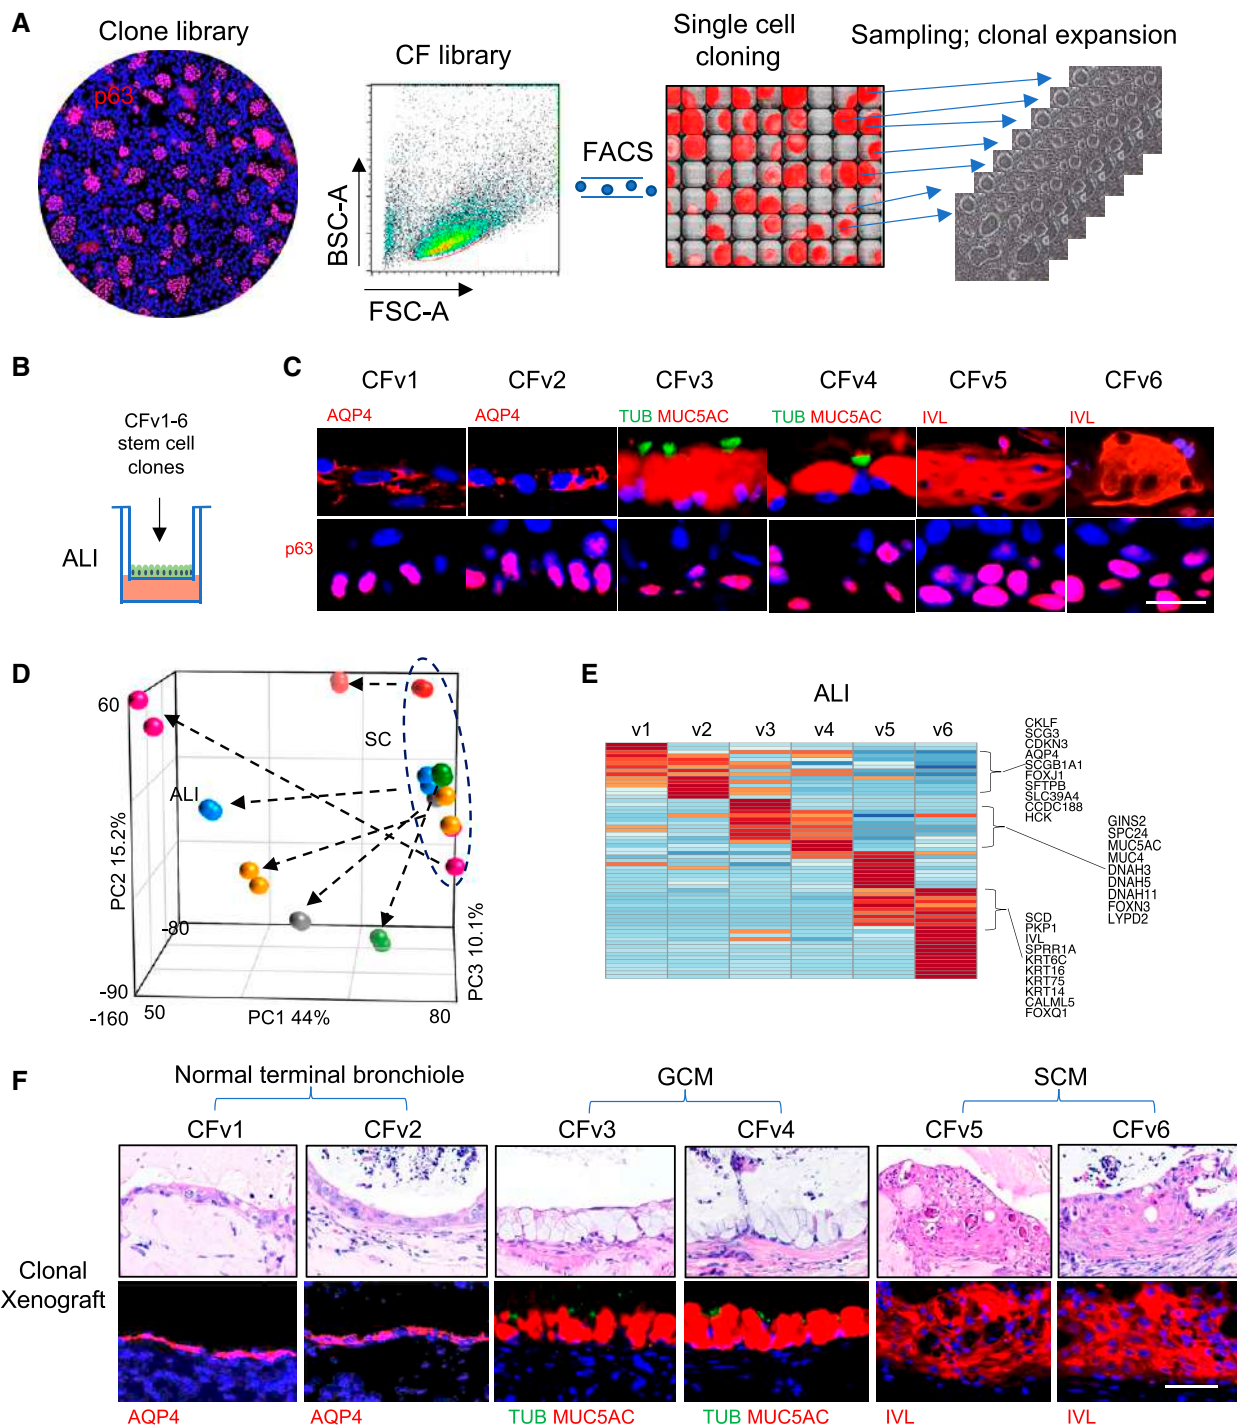 A
Clone library
p63
CF library
BSC-A
FSC-A
FACS
Single cell
cloning
Sampling; clonal expansion
B
CFv1-6
stem cell
clones
ALI
C
CFv1 CFv2 CFv3 CFv4 CFv5 CFv6
AQP4 AQP4 TUB MUC5AC TUB MUC5AC IVL IVL
p63
D
60
SC
ALI
PC2 15.2%
-80
-90
-160
50
PC1 44%
80
PC3 10.1%
E
ALI
v1 v2 v3 v4 v5 v6
CKLF
SCG3
CDKN3
AQP4
SCGB1A1
FOXJ1
SFTPB
SLC39A4
CCDC188
HCK
GINS2
SPC24
MUC5AC
MUC4
DNAH3
DNAH5
DNAH11
FOXN3
LYPD2
SCD
PKP1
IVL
SPRR1A
KRT6C
KRT16
KRT75
KRT14
CALML5
FOXQ1
F
Normal terminal bronchiole GCM SCM
CFv1 CFv2 CFv3 CFv4 CFv5 CFv6
Clonal
Xenograft
AQP4 AQP4 TUB MUC5AC TUB MUC5AC IVL IVL